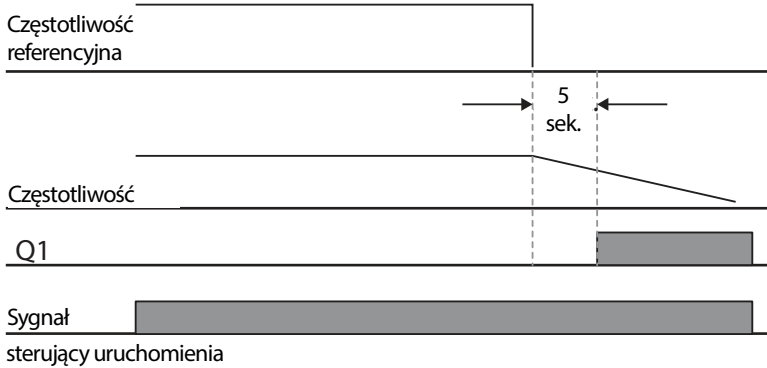 Częstotliwość
referencyjna
5
sek.
Częstotliwość
Q1
Sygnał
sterujący uruchomienia